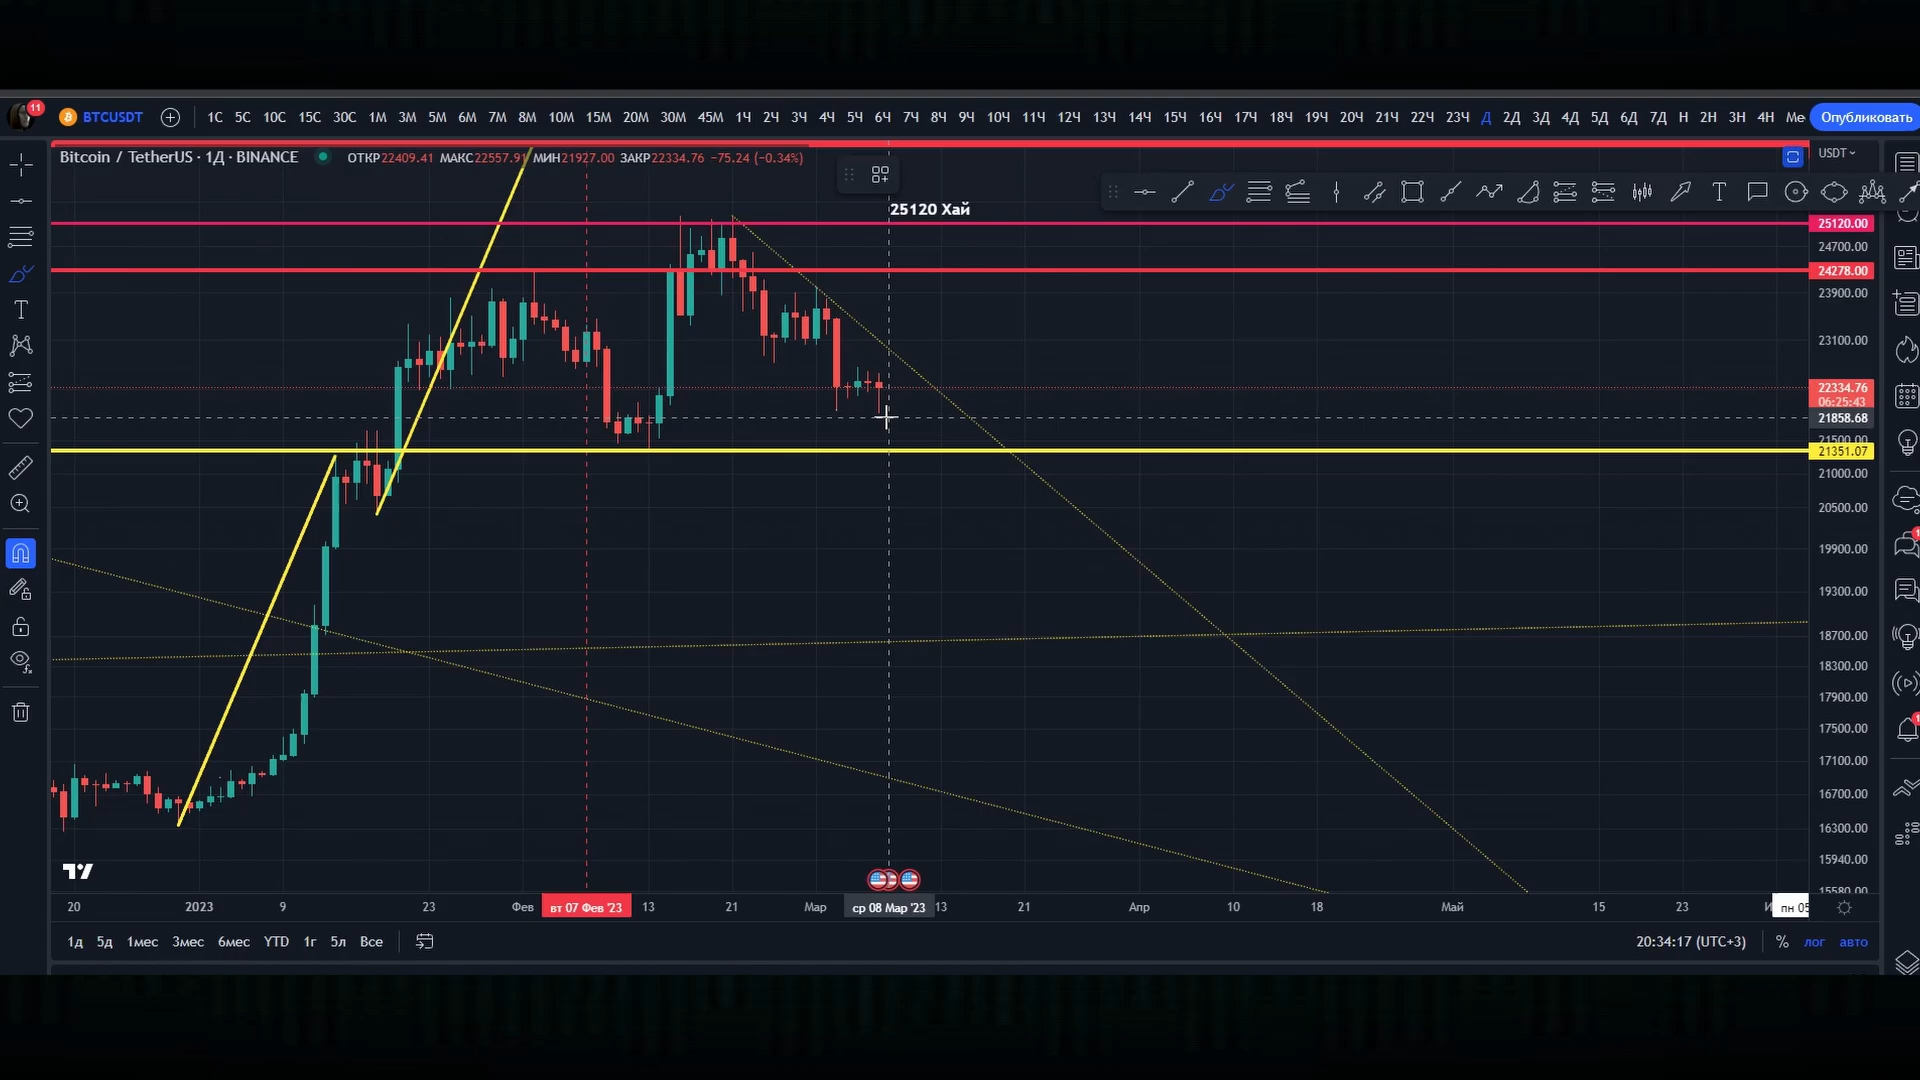 11
BTCUSDT
1С 5С 10С 15С 30С 1М 3М 5М 6М 7М 8М 10М 15М 20М 30М 45М 1Ч 2Ч 3Ч 4Ч 5Ч 6Ч 7Ч 8Ч 9Ч 10Ч 11Ч 12Ч 13Ч 14Ч 15Ч 16Ч 17Ч 18Ч 19Ч 20Ч 21Ч 22Ч 23Ч Д 2Д 3Д 4Д 5Д 6Д 7Д Н 2Н 3Н 4Н Ме
Опубликовать
Bitcoin / TetherUS · 1Д · BINANCE
ОТКР22409.41 МАКС22557.91 МИН21927.00 ЗАКР22334.76 −75.24 (−0.34%)
USDT
25120 Хай
25120.00
24700.00
24278.00
23900.00
23100.00
22334.76
06:25:43
21858.68
21500.00
21351.07
21000.00
20500.00
19900.00
19300.00
18700.00
18300.00
17900.00
17500.00
17100.00
16700.00
16300.00
15940.00
15580.00
20 2023 9 23 Фев вт 07 Фев '23 13 21 Мар ср 08 Мар '23 13 21 Апр 10 18 Май 15 23 пн 05
1д 5д 1мес 3мес 6мес YTD 1г 5л Все
20:34:17 (UTC+3) % лог авто